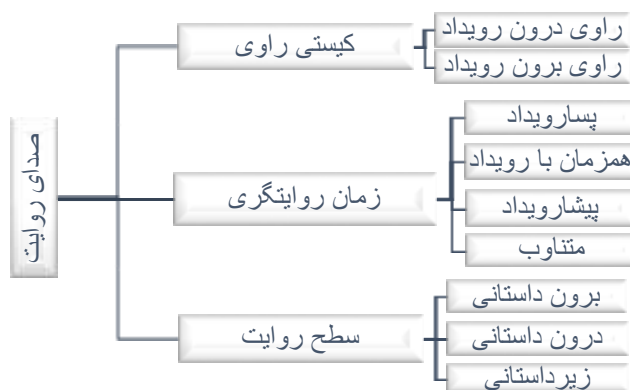 صدای روایت
کیستی راوی
راوی درون رویداد
راوی برون رویداد
زمان روایتگری
پسارویداد
همزمان با رویداد
پیشارویداد
متناوب
سطح روایت
برون داستانی
درون داستانی
زیرداستانی